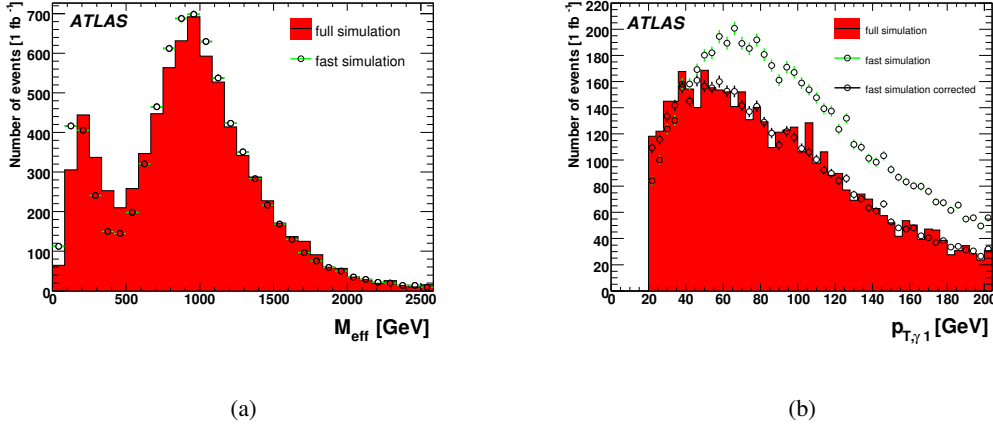 ATLAS
full simulation
fast simulation
Number of events [1 fb⁻¹]
700
600
500
400
300
200
100
0
0 500 1000 1500 2000 2500
M_eff [GeV]
(a)
ATLAS
full simulation
fast simulation
fast simulation corrected
Number of events [1 fb⁻¹]
220
200
180
160
140
120
100
80
60
40
20
0
0 20 40 60 80 100 120 140 160 180 200
p_T,γ 1 [GeV]
(b)